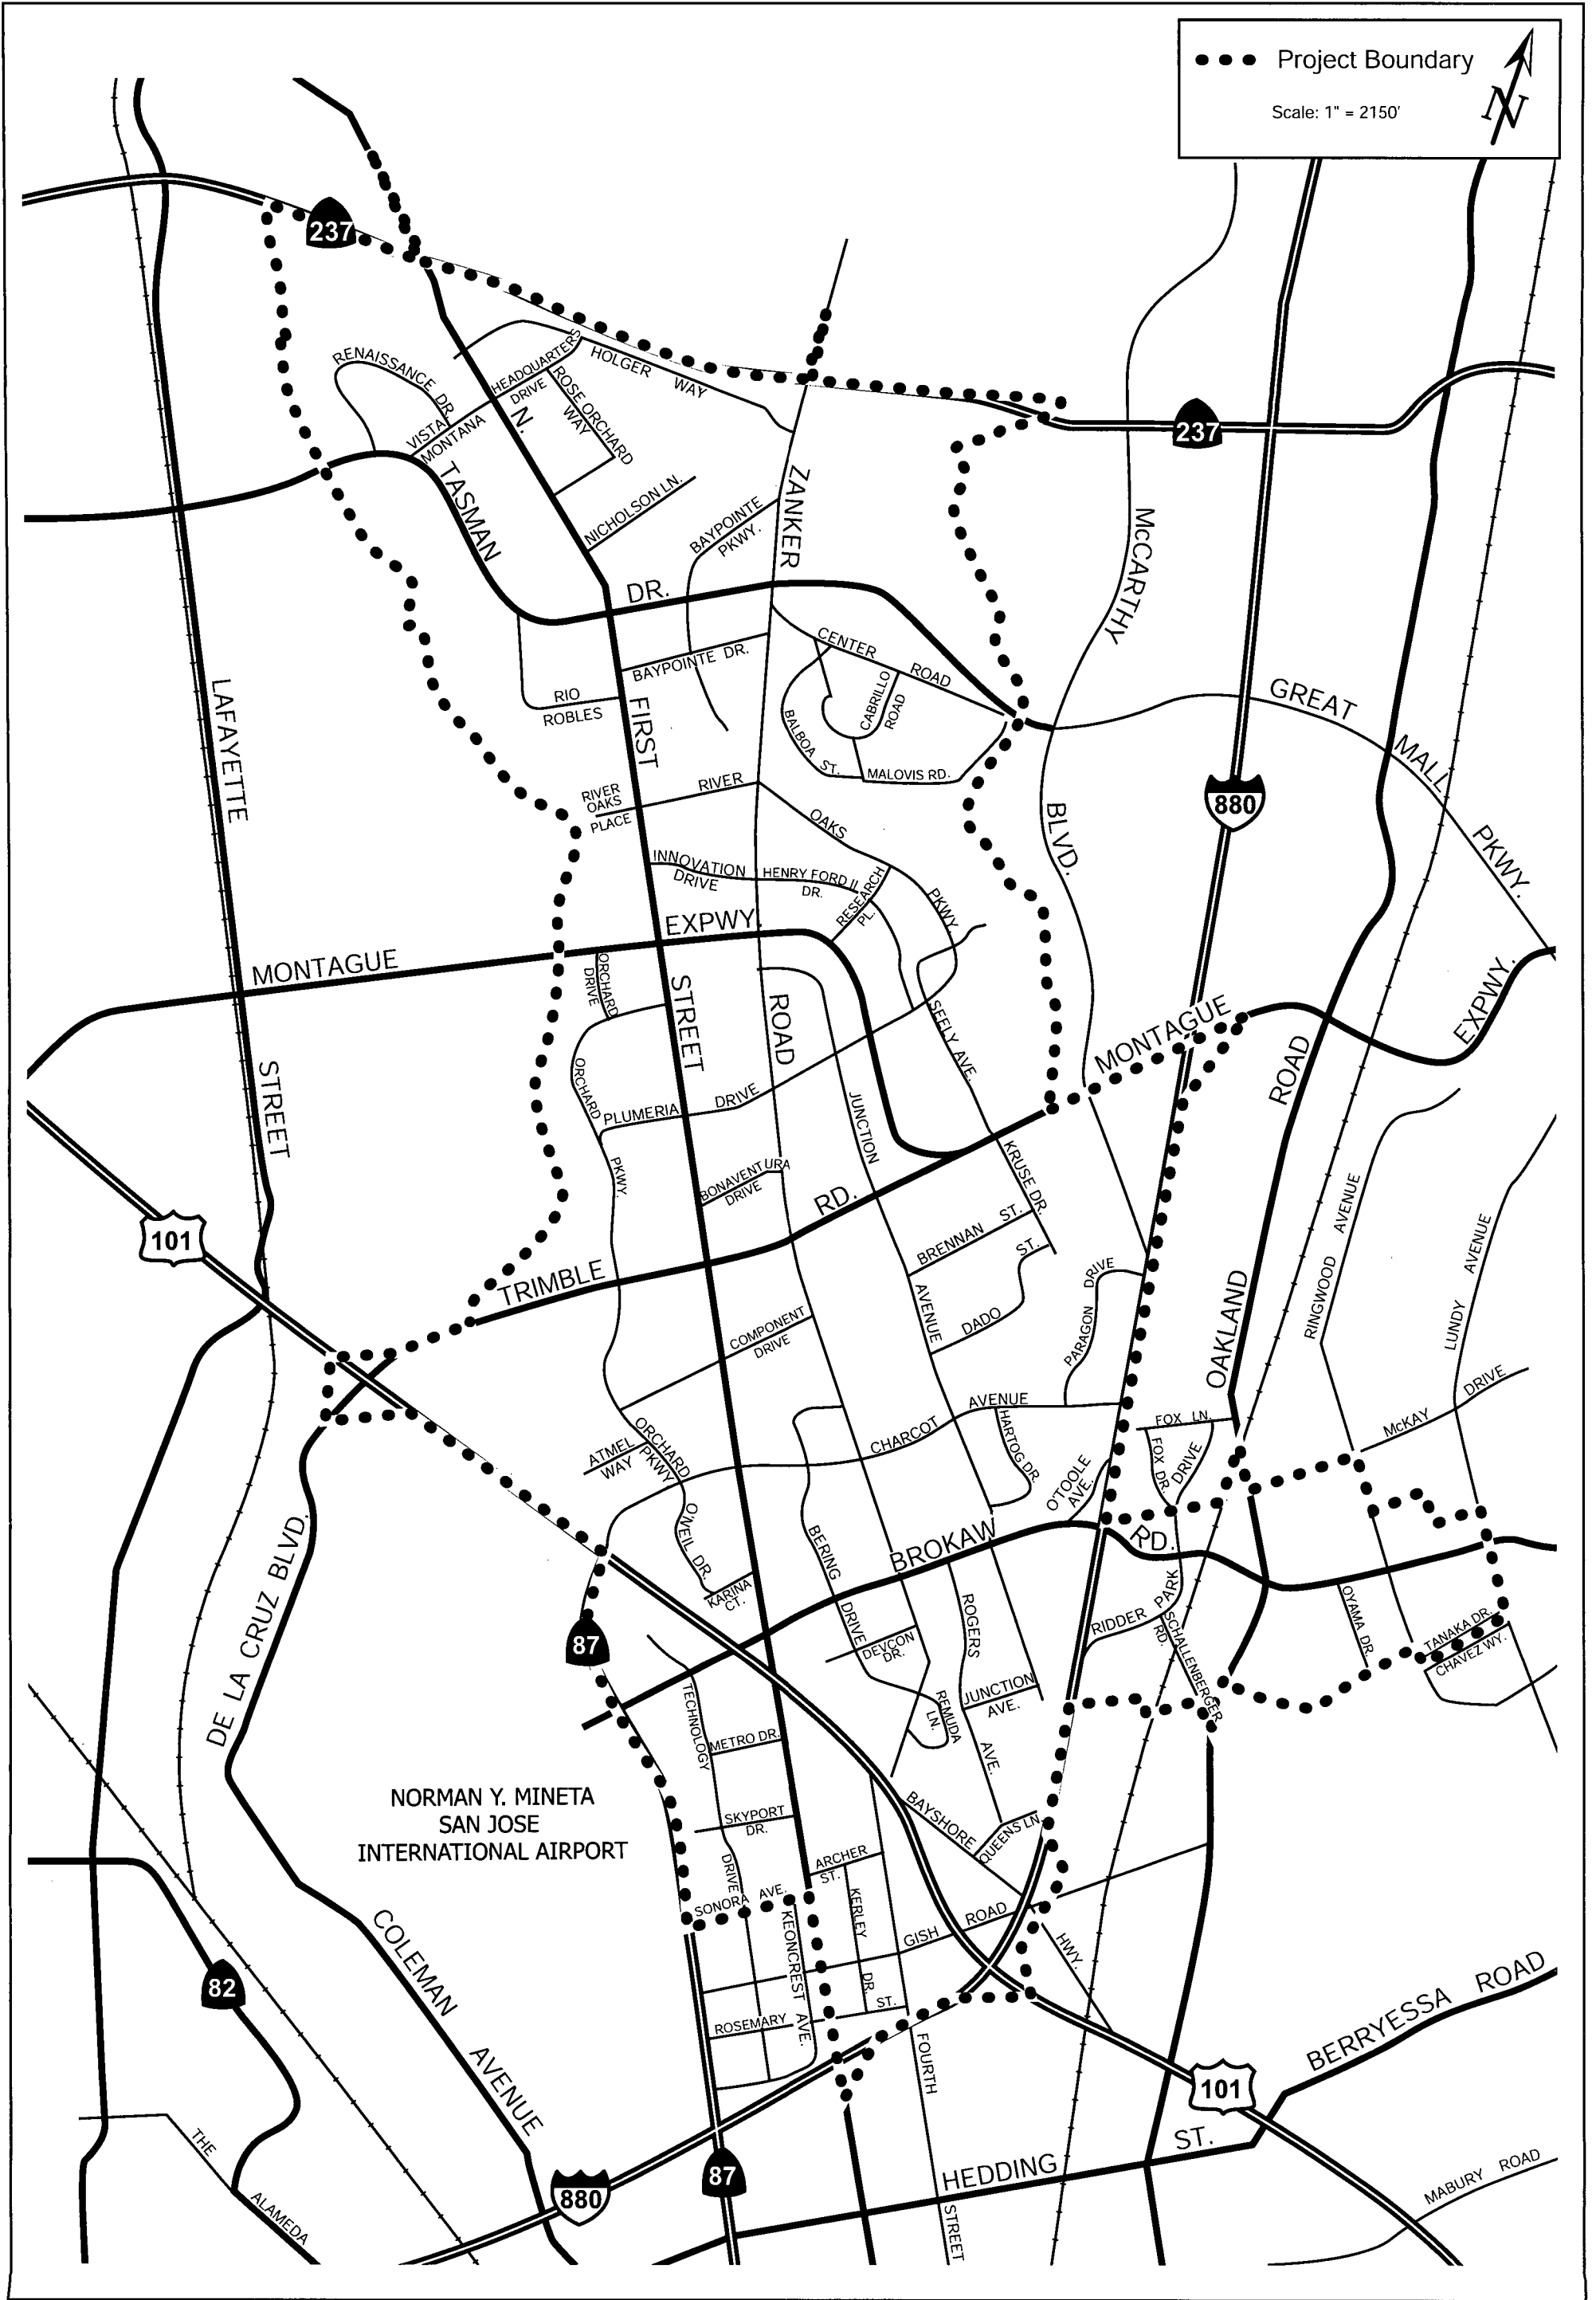 Project Boundary
Scale: 1" = 2150'
N
237
RENAISSANCE
DR.
HEADQUARTERS
DRIVE
HOLGER WAY
ROSE ORCHARD
WAY
VISTA
MONTANA
N.
TASMAN
NICHOLSON LN.
BAYPOINTE
PKWY.
ZANKER
237
McCARTHY
DR.
CENTER
ROAD
BAYPOINTE DR.
RIO
ROBLES
CABRILLO
ROAD
BALBOA ST.
MALOVIS RD.
GREAT
MALL
PKWY.
LAFAYETTE
FIRST
RIVER
OAKS
PLACE
RIVER
OAKS
PKWY.
880
BLVD.
INNOVATION
DRIVE
HENRY FORD II
DR.
RESEARCH
PL.
EXPWY.
MONTAGUE
ORCHARD
DRIVE
STREET
ROAD
SEELY AVE.
MONTAGUE
EXPWY.
ROAD
STREET
ORCHARD
PKWY.
PLUMERIA
DRIVE
JUNCTION
BONAVENTURA
DRIVE
RD.
KRUSE DR.
BRENNAN ST.
ST.
DADO
AVENUE
101
TRIMBLE
COMPONENT
DRIVE
PARAGON
DRIVE
OAKLAND
RINGWOOD
AVENUE
LUNDY
AVENUE
McKAY
DRIVE
CHARCOT
AVENUE
HARTOG DR.
FOX LN.
FOX DR.
DRIVE
O'TOOLE
AVE.
ATMEL
WAY
ORCHARD
PKWY.
O'NEIL DR.
KARINA
CT.
BERING
DRIVE
BROKAW
RD.
DE LA CRUZ BLVD.
87
DEVCON
DR.
ROGERS
AVE.
RIDDER PARK
SCHALLENBERGER
RD.
OYAMA DR.
TANAKA DR.
CHAVEZ WY.
TECHNOLOGY
DRIVE
METRO DR.
REMUDA
LN.
JUNCTION
AVE.
NORMAN Y. MINETA
SAN JOSE
INTERNATIONAL AIRPORT
SKYPORT
DR.
BAYSHORE
HWY.
QUEENS LN.
ARCHER
ST.
SONORA AVE.
KEONCREST
AVE.
KERLEY
DR.
GISH
ROAD
ROSEMARY
ST.
COLEMAN
AVENUE
82
FOURTH
STREET
BERRYESSA ROAD
101
THE
ALAMEDA
880
87
HEDDING
ST.
MABURY ROAD